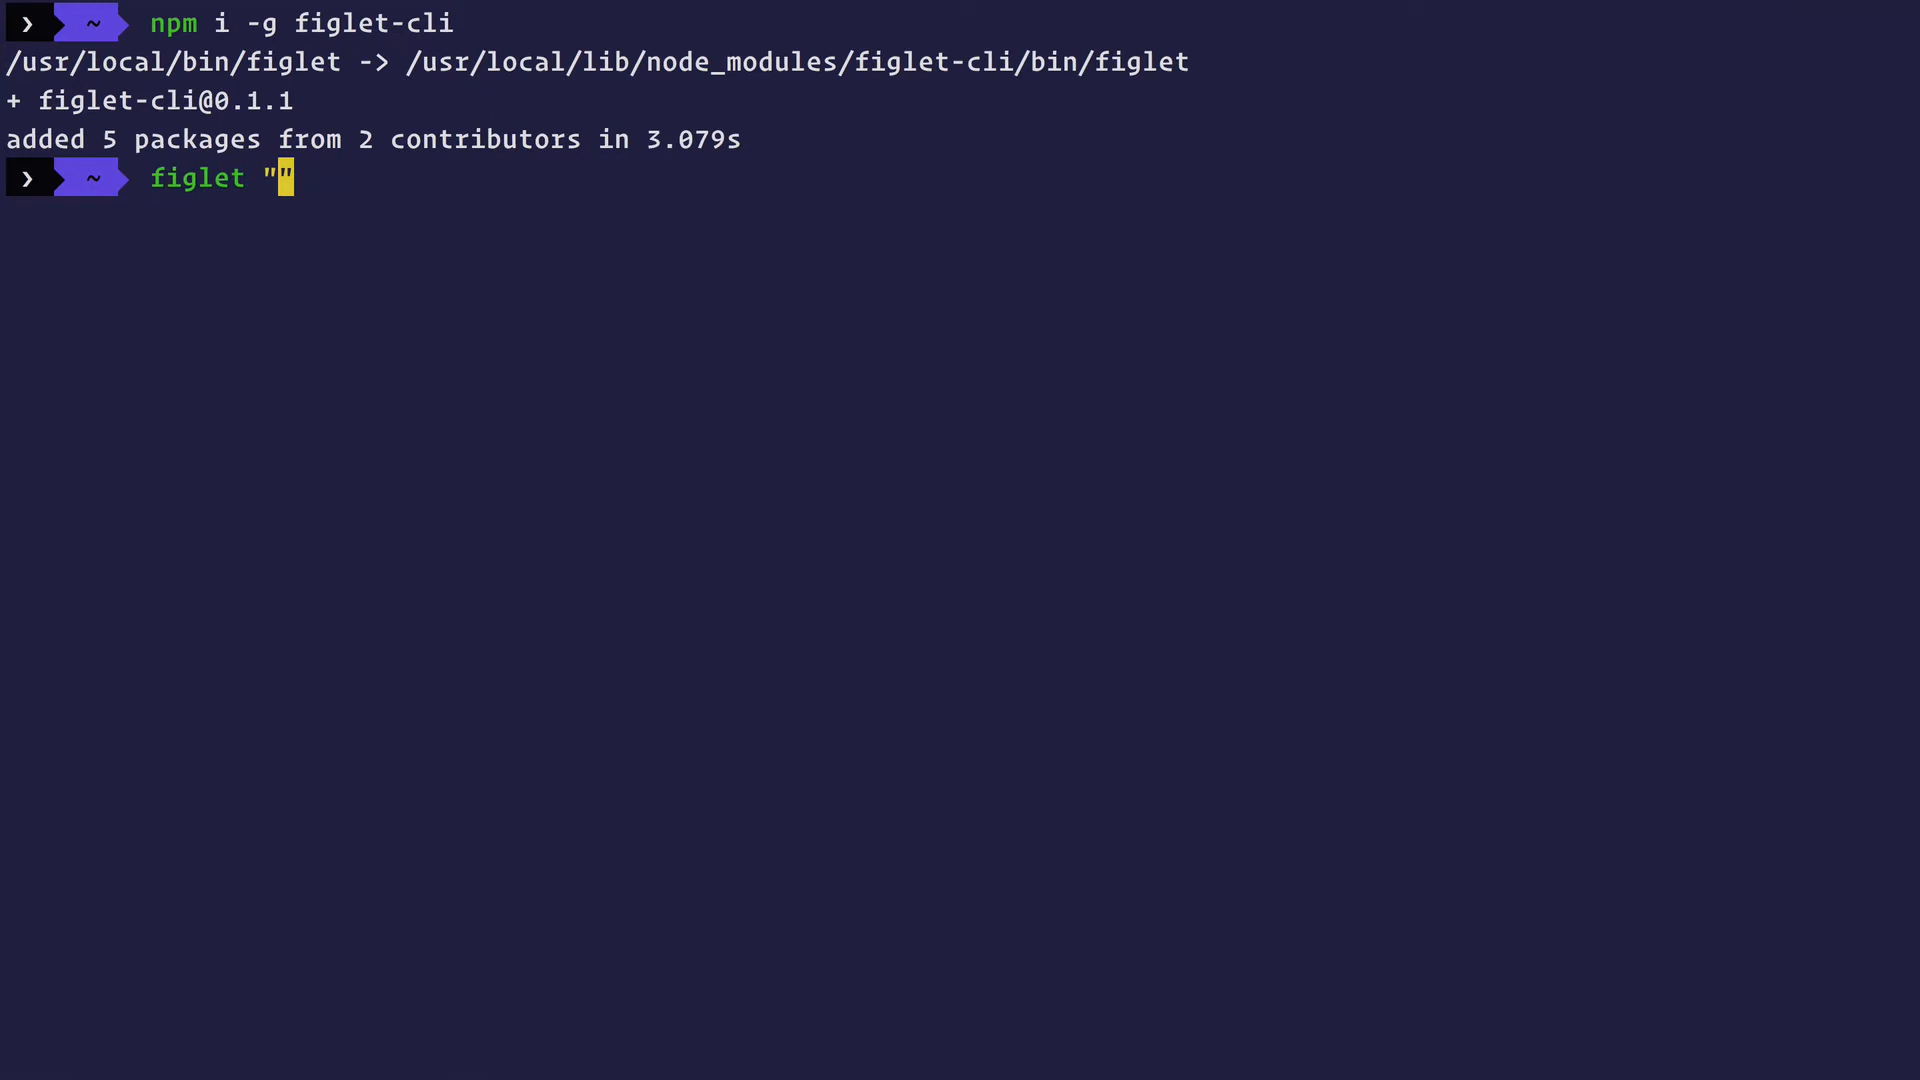 ❯ ~ npm i -g figlet-cli
/usr/local/bin/figlet -> /usr/local/lib/node_modules/figlet-cli/bin/figlet
+ figlet-cli@0.1.1
added 5 packages from 2 contributors in 3.079s
❯ ~ figlet ""